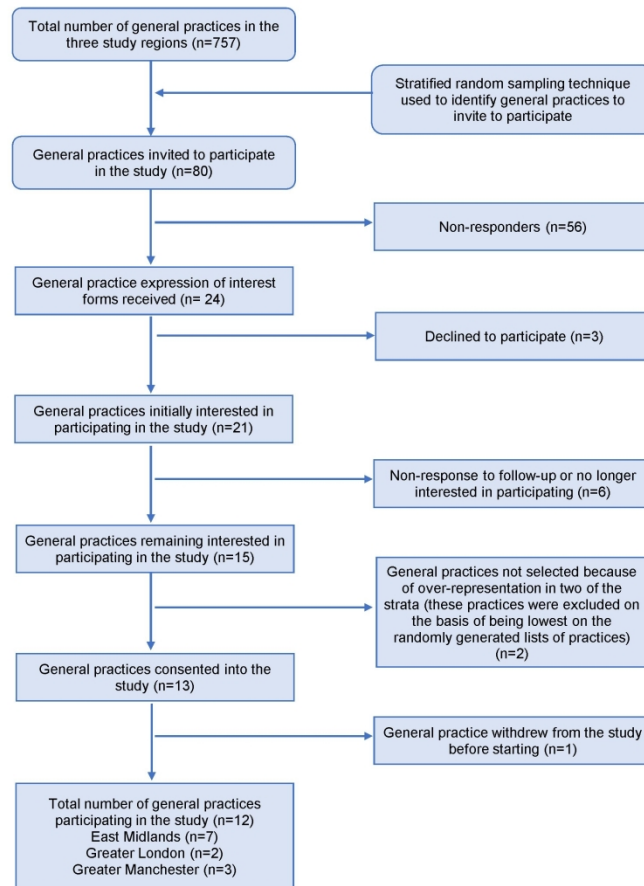 Total number of general practices in the
three study regions (n=757)
Stratified random sampling technique
used to identify general practices to
invite to participate
General practices invited to participate
in the study (n=80)
Non-responders (n=56)
General practice expression of interest
forms received (n= 24)
Declined to participate (n=3)
General practices initially interested in
participating in the study (n=21)
Non-response to follow-up or no longer
interested in participating (n=6)
General practices remaining interested in
participating in the study (n=15)
General practices not selected because
of over-representation in two of the
strata (these practices were excluded on
the basis of being lowest on the
randomly generated lists of practices)
(n=2)
General practices consented into the
study (n=13)
General practice withdrew from the study
before starting (n=1)
Total number of general practices
participating in the study (n=12)
East Midlands (n=7)
Greater London (n=2)
Greater Manchester (n=3)